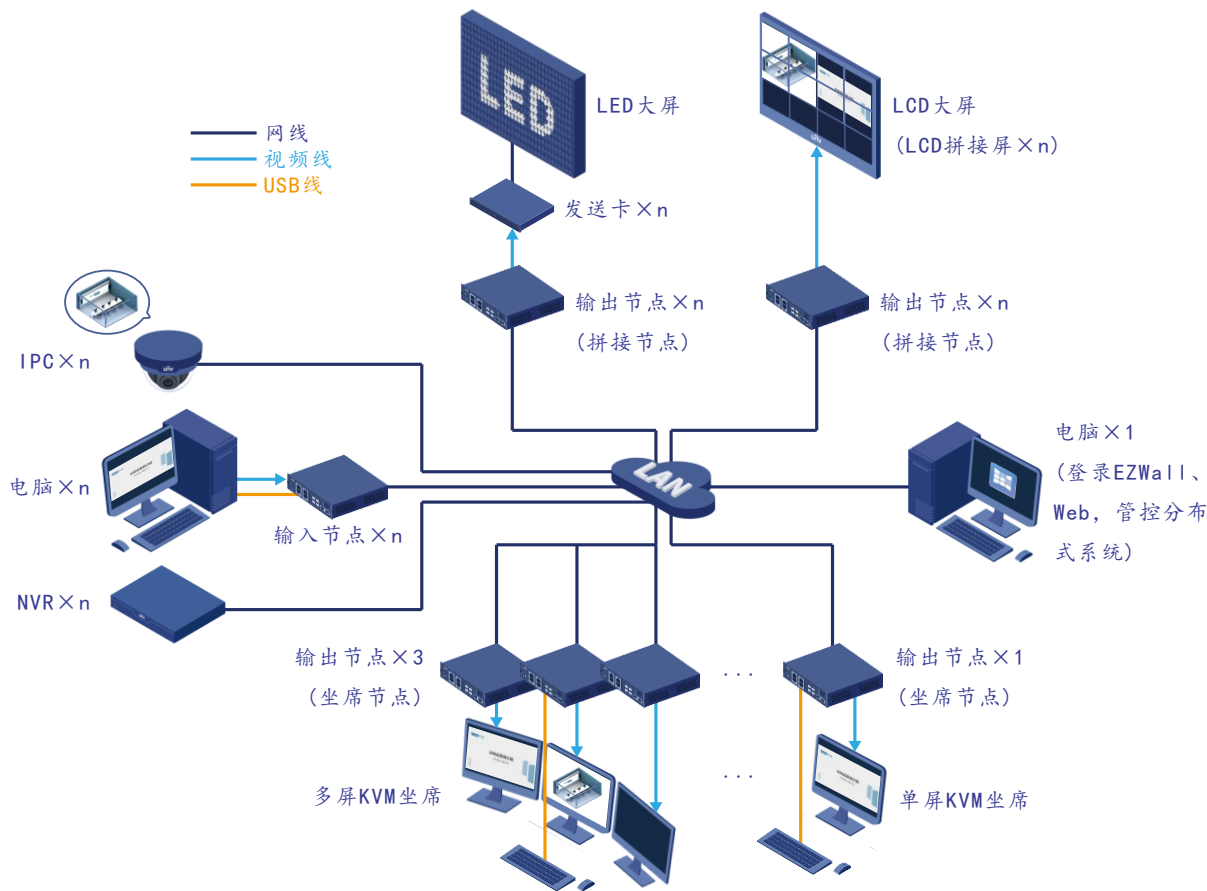 LED
LED大屏
LCD大屏
(LCD拼接屏×n)
网线
视频线
USB线
发送卡×n
输出节点×n
(拼接节点)
输出节点×n
(拼接节点)
IPC×n
电脑×n
输入节点×n
LAN
电脑×1
(登录EZWall、
Web，管控分布
式系统)
NVR×n
输出节点×3
(坐席节点)
...
输出节点×1
(坐席节点)
多屏KVM坐席
...
单屏KVM坐席